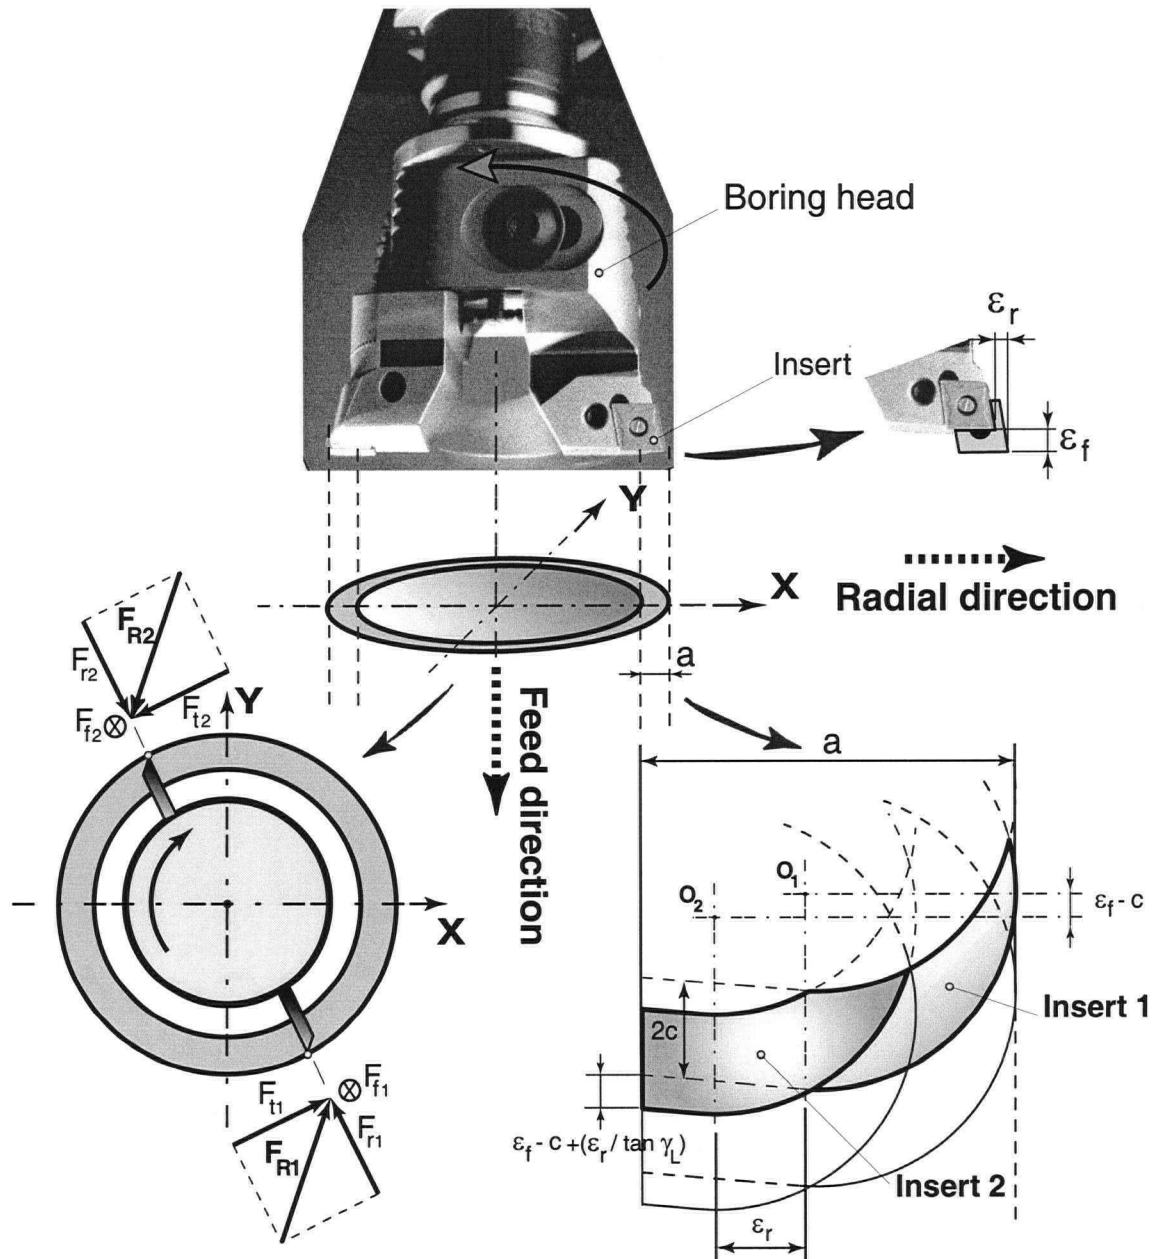 Boring head
εr
Insert
εf
Y
X
Radial direction
a
FR2
Fr2
Ff2
Ft2
Y
Feed direction
a
O1
O2
εf - c
X
Insert 1
2c
Ft1
Ff1
Fr1
FR1
εf - c +(εr / tan γL)
Insert 2
εr